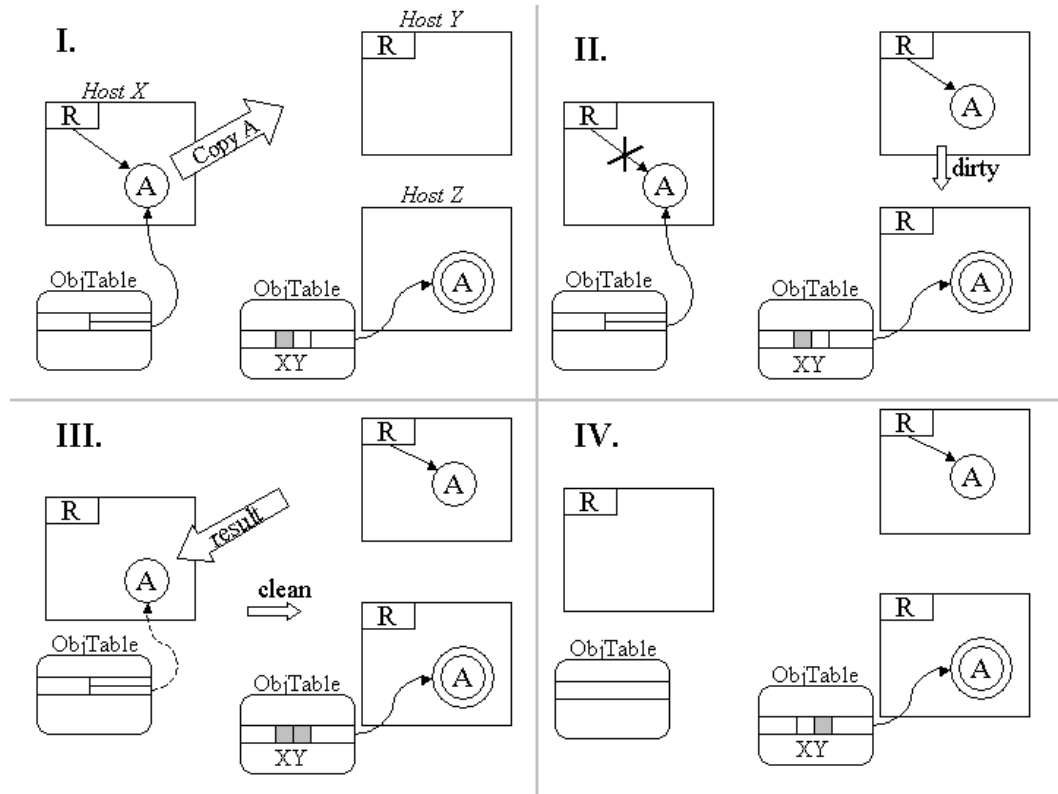 I.
Host Y
R
Host X
R
Copy A
A
Host Z
A
ObjTable
ObjTable
XY
II.
R
A
R
A
dirty
R
A
ObjTable
ObjTable
XY
III.
R
A
R
result
A
clean
R
A
ObjTable
ObjTable
XY
IV.
R
A
R
R
A
ObjTable
ObjTable
XY